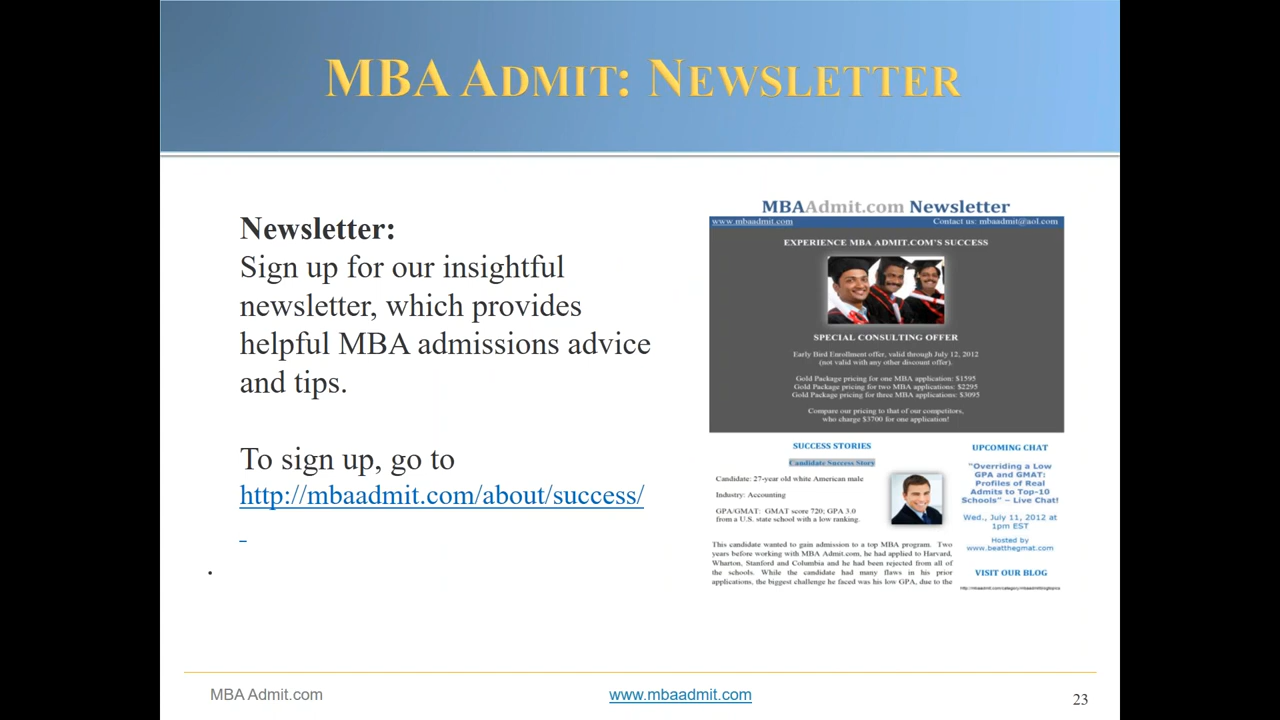 MBA ADMIT: NEWSLETTER
Newsletter:
Sign up for our insightful
newsletter, which provides
helpful MBA admissions advice
and tips.
To sign up, go to
http://mbaadmit.com/about/success/
.
MBAAdmit.com Newsletter
www.mbaadmit.com
Contact us: mbaadmit@aol.com
EXPERIENCE MBA ADMIT.COM'S SUCCESS
SPECIAL CONSULTING OFFER
Early Bird Enrollment offer, valid through July 12, 2012
(not valid with any other discount offer).
Gold Package pricing for one MBA application: $1595
Gold Package pricing for two MBA applications: $2295
Gold Package pricing for three MBA applications: $3095
Compare our pricing to that of our competitors,
who charge $3700 for one application!
SUCCESS STORIES
Candidate Success Story
Candidate: 27-year old white American male
Industry: Accounting
GPA/GMAT: GMAT score 720; GPA 3.0
from a U.S. state school with a low ranking.
This candidate wanted to gain admission to a top MBA program. Two
years before working with MBA Admit.com, he had applied to Harvard,
Wharton, Stanford and Columbia and he had been rejected from all of
the schools. While the candidate had many flaws in his prior
applications, the biggest challenge he faced was his low GPA, due to the
UPCOMING CHAT
"Overriding a Low
GPA and GMAT:
Profiles of Real
Admits to Top-10
Schools" – Live Chat!
Wed., July 11, 2012 at
1pm EST
Hosted by
www.beatthegmat.com
VISIT OUR BLOG
MBA Admit.com
www.mbaadmit.com
23